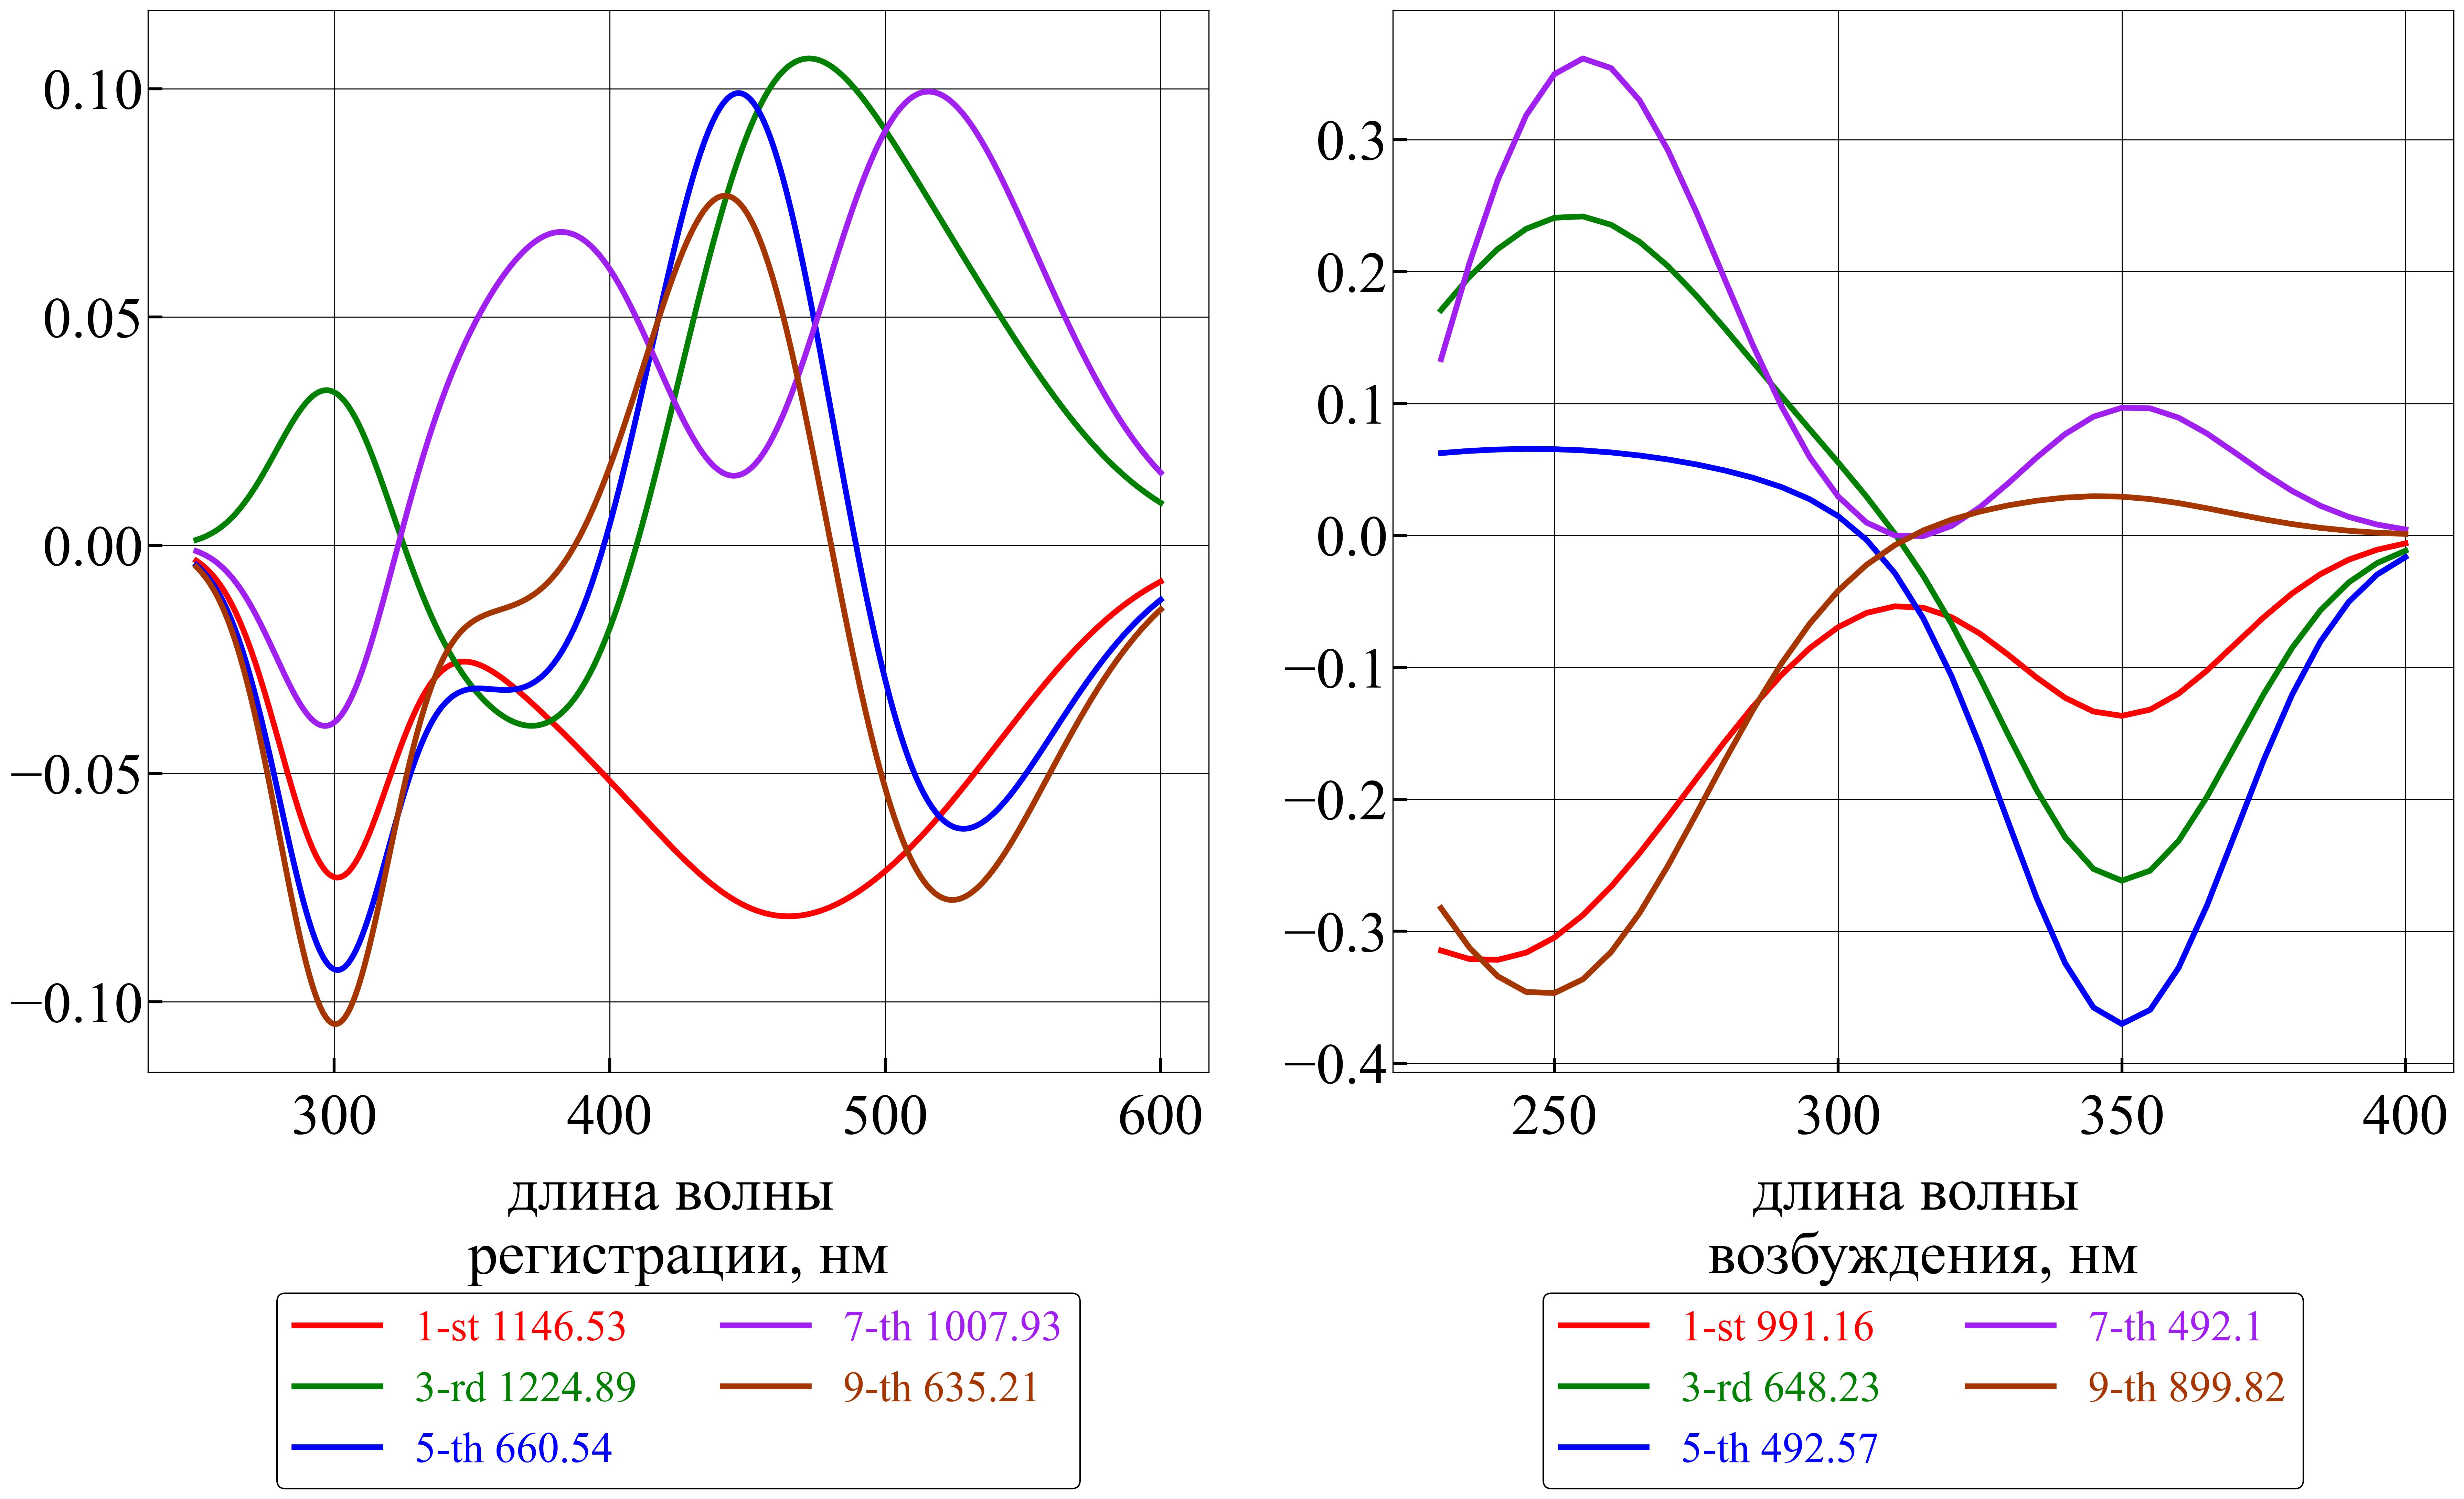 0.10
0.05
0.00
−0.05
−0.10
300 400 500 600
длина волны
регистрации, нм
1-st 1146.53
3-rd 1224.89
5-th 660.54
7-th 1007.93
9-th 635.21
0.3
0.2
0.1
0.0
−0.1
−0.2
−0.3
−0.4
250 300 350 400
длина волны
возбуждения, нм
1-st 991.16
3-rd 648.23
5-th 492.57
7-th 492.1
9-th 899.82